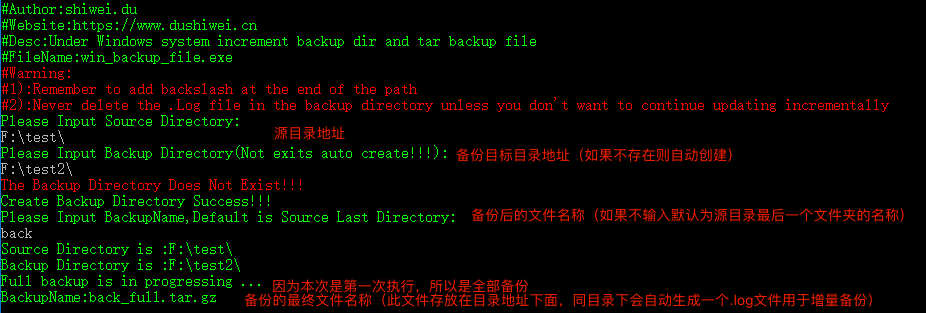 #Author:shiwei.du
#Website:https://www.dushiwei.cn
#Desc:Under Windows system increment backup dir and tar backup file
#FileName:win_backup_file.exe
#Warning:
#1):Remember to add backslash at the end of the path
#2):Never delete the .Log file in the backup directory unless you don't want to continue updating incrementally
Please Input Source Directory:
F:\test\ 源目录地址
Please Input Backup Directory(Not exits auto create!!!): 备份目标目录地址（如果不存在则自动创建）
F:\test2\
The Backup Directory Does Not Exist!!!
Create Backup Directory Success!!!
Please Input BackupName,Default is Source Last Directory: 备份后的文件名称（如果不输入默认为源目录最后一个文件夹的名称）
back
Source Directory is :F:\test\
Backup Directory is :F:\test2\
Full backup is in progressing ... 因为本次是第一次执行，所以是全部备份
BackupName:back_full.tar.gz 备份的最终文件名称（此文件存放在目录地址下面，同目录下会自动生成一个.log文件用于增量备份）